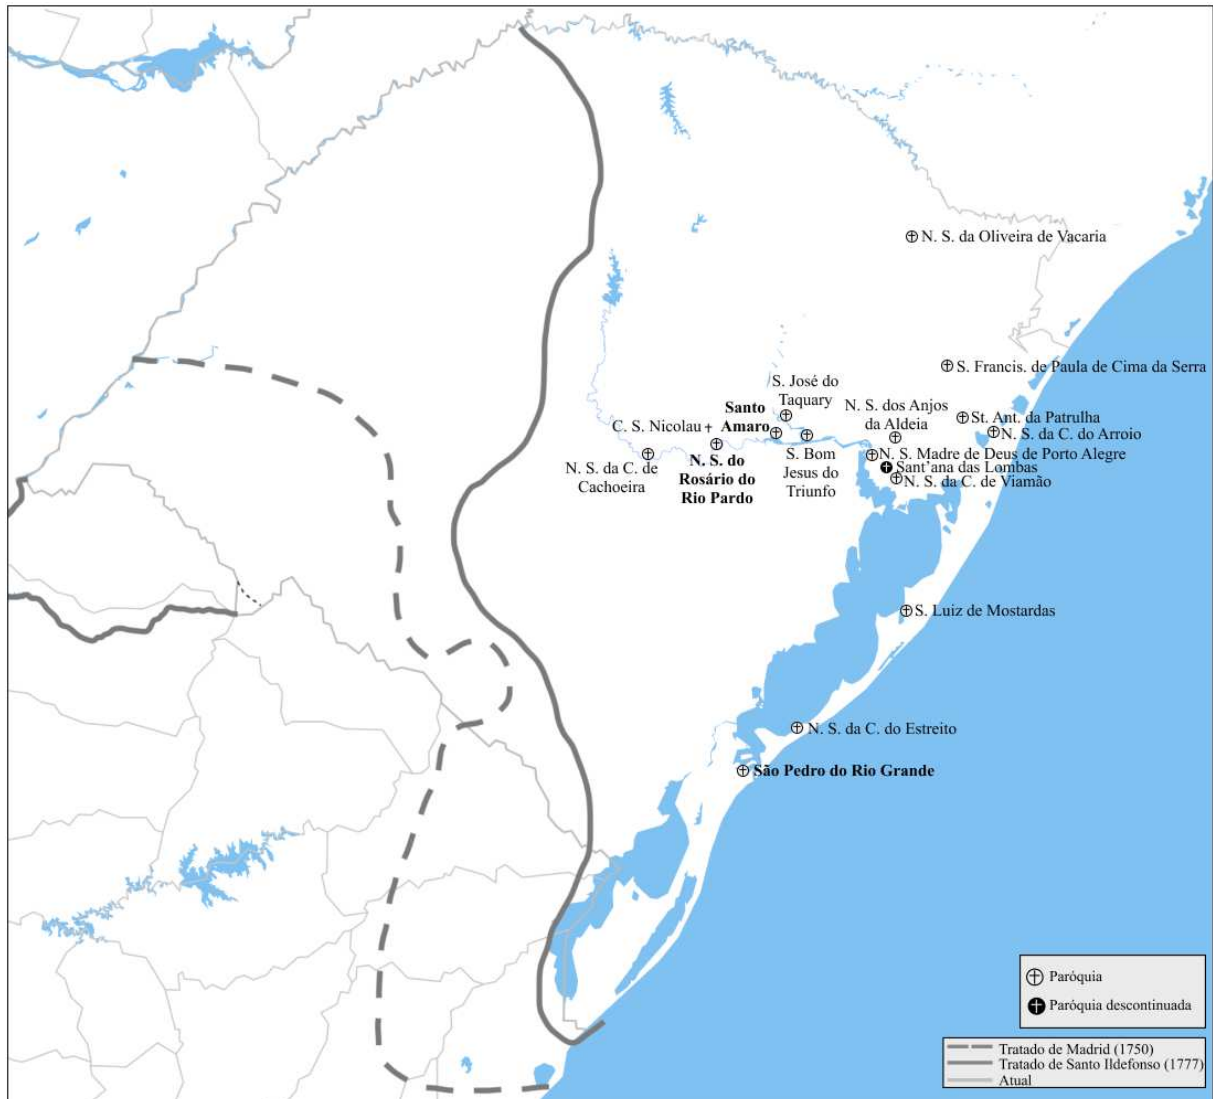 N. S. da Oliveira de Vacaria
S. Francis. de Paula de Cima da Serra
S. José do
Taquary
Santo
Amaro
N. S. dos Anjos
da Aldeia
St. Ant. da Patrulha
C. S. Nicolau
N. S. da C. do Arroio
N. S. da C. de
Cachoeira
N. S. do
Rosário do
Rio Pardo
S. Bom
Jesus do
Triunfo
N. S. Madre de Deus de Porto Alegre
Sant'ana das Lombas
N. S. da C. de Viamão
S. Luiz de Mostardas
N. S. da C. do Estreito
São Pedro do Rio Grande
Paróquia
Paróquia descontinuada
Tratado de Madrid (1750)
Tratado de Santo Ildefonso (1777)
Atual